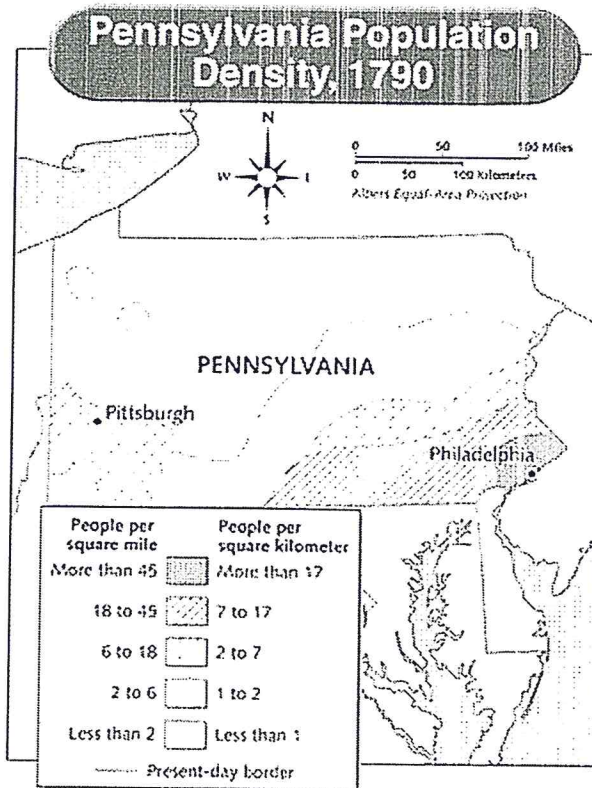 Pennsylvania Population
Density, 1790
N
W
S
0 50 100 Miles
0 50 100 Kilometers
Albers Equal-Area Projection
PENNSYLVANIA
Pittsburgh
Philadelphia
People per square mile People per square kilometer
More than 45 More than 17
18 to 45 7 to 17
6 to 18 2 to 7
2 to 6 1 to 2
Less than 2 Less than 1
Present-day border